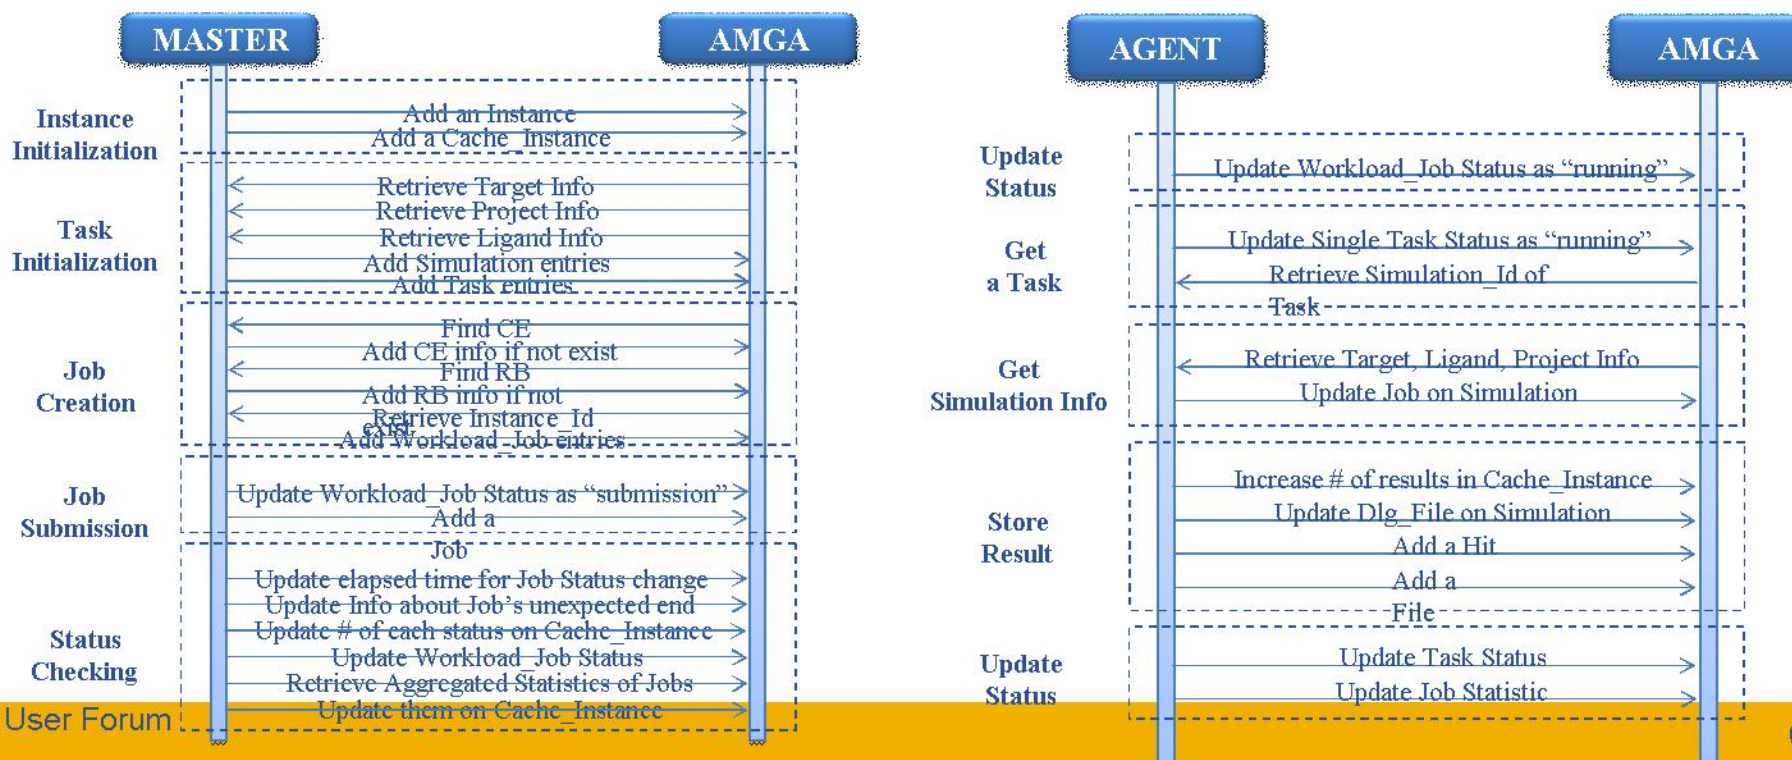 MASTER
AMGA
Instance
Initialization
Add an Instance
Add a Cache_Instance
Task
Initialization
Retrieve Target Info
Retrieve Project Info
Retrieve Ligand Info
Add Simulation entries
Add Task entries
Job
Creation
Find CE
Add CE info if not exist
Find RB
Add RB info if not
exist
Retrieve Instance_Id
Add Workload_Job entries
Job
Submission
Update Workload_Job Status as “submission”
Add a
Job
Status
Checking
Update elapsed time for Job Status change
Update Info about Job’s unexpected end
Update # of each status on Cache_Instance
Update Workload_Job Status
Retrieve Aggregated Statistics of Jobs
Update them on Cache_Instance
User Forum
AGENT
AMGA
Update
Status
Update Workload_Job Status as “running”
Get
a Task
Update Single Task Status as “running”
Retrieve Simulation_Id of
Task
Get
Simulation Info
Retrieve Target, Ligand, Project Info
Update Job on Simulation
Store
Result
Increase # of results in Cache_Instance
Update Dlg_File on Simulation
Add a Hit
Add a
File
Update
Status
Update Task Status
Update Job Statistic